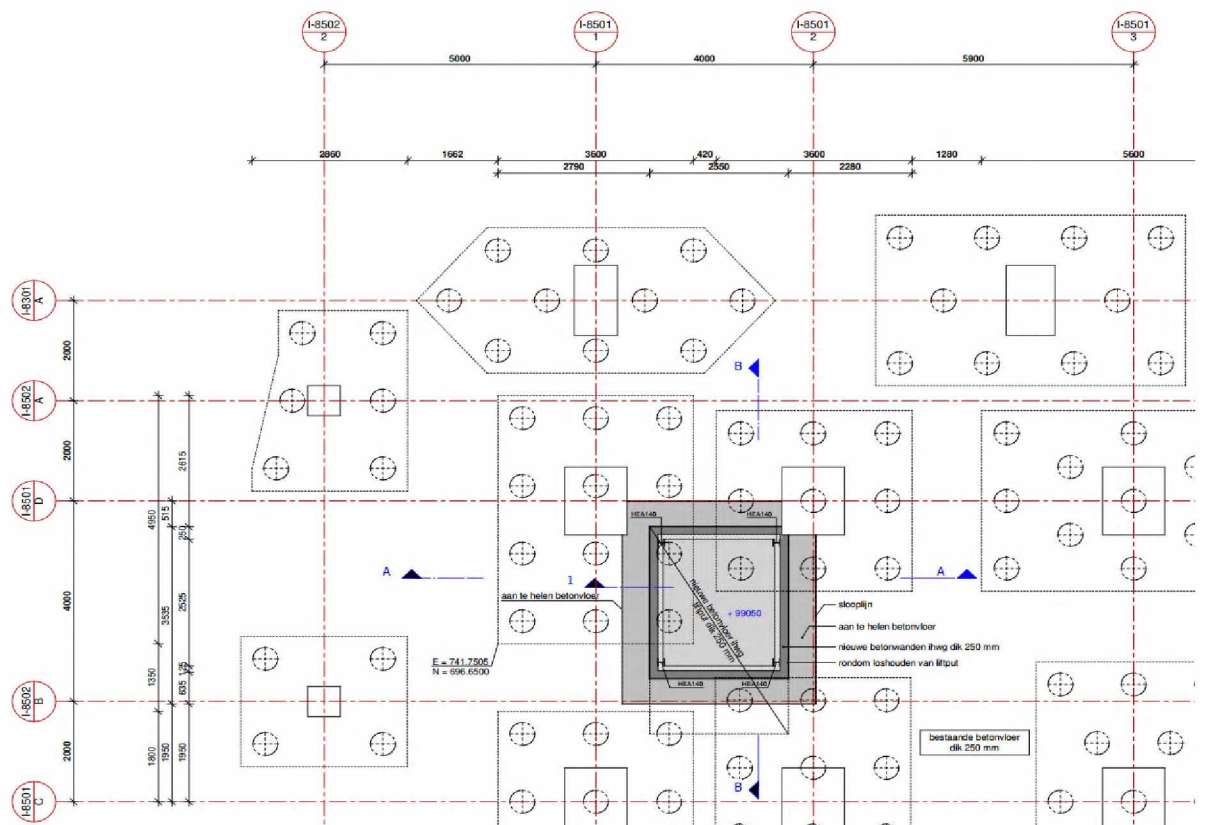 I-8502
2
I-8501
1
I-8501
2
I-8501
3
5000
4000
5900
2860
1662
3600
420
3600
1280
5600
2790
2550
2280
I-8301
A
2000
I-8502
A
B
2000
2615
I-8501
D
4950
515
250
HEA140
HEA140
A
1
A
aan te helen betonvloer
nieuwe betonvloer ihwg
liftput dik 250 mm
+ 99050
slooplijn
aan te helen betonvloer
nieuwe betonwanden ihwg dik 250 mm
rondom loshouden van liftput
4000
3535
2525
E = 741.7505
N = 696.6500
HEA140
HEA140
1350
125
635
I-8502
B
bestaande betonvloer
dik 250 mm
2000
1800
1950
1950
B
I-8501
C